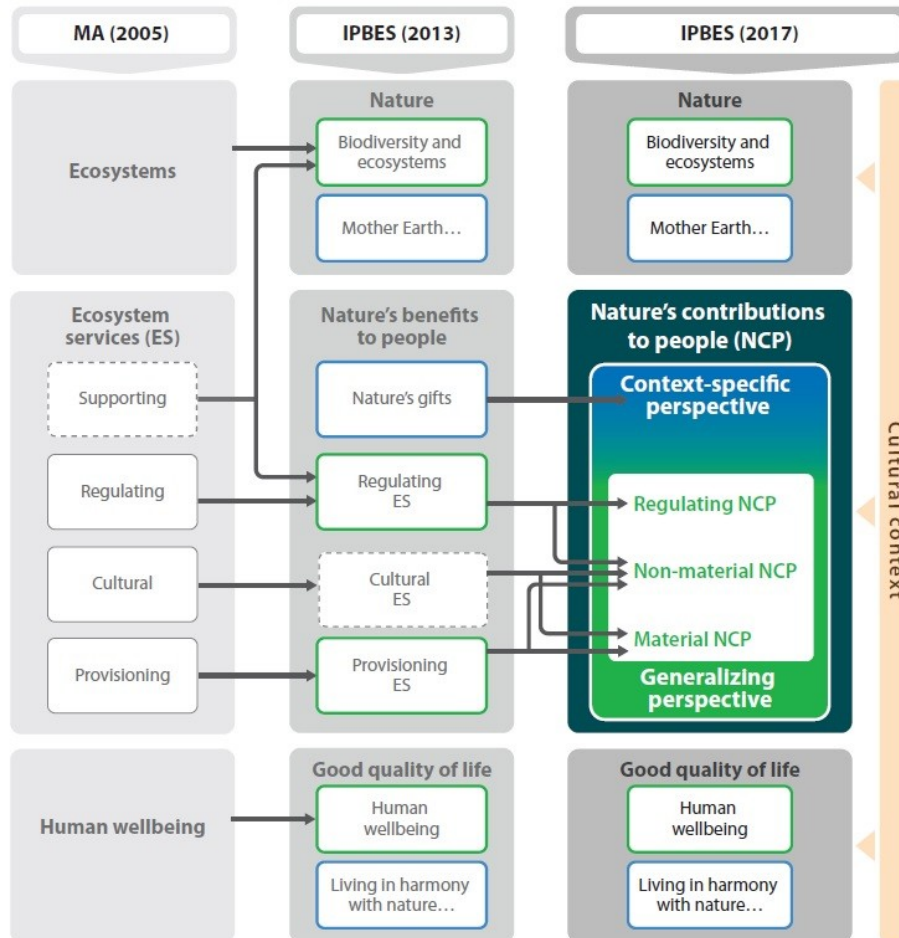 MA (2005)
IPBES (2013)
IPBES (2017)
Ecosystems
Nature
Biodiversity and
ecosystems
Mother Earth…
Nature
Biodiversity and
ecosystems
Mother Earth…
Ecosystem
services (ES)
Supporting
Regulating
Cultural
Provisioning
Nature’s benefits
to people
Nature’s gifts
Regulating
ES
Cultural
ES
Provisioning
ES
Nature’s contributions
to people (NCP)
Context-specific
perspective
Regulating NCP
Non-material NCP
Material NCP
Generalizing
perspective
Human wellbeing
Good quality of life
Human
wellbeing
Living in harmony
with nature…
Good quality of life
Human
wellbeing
Living in harmony
with nature…
Cultural context